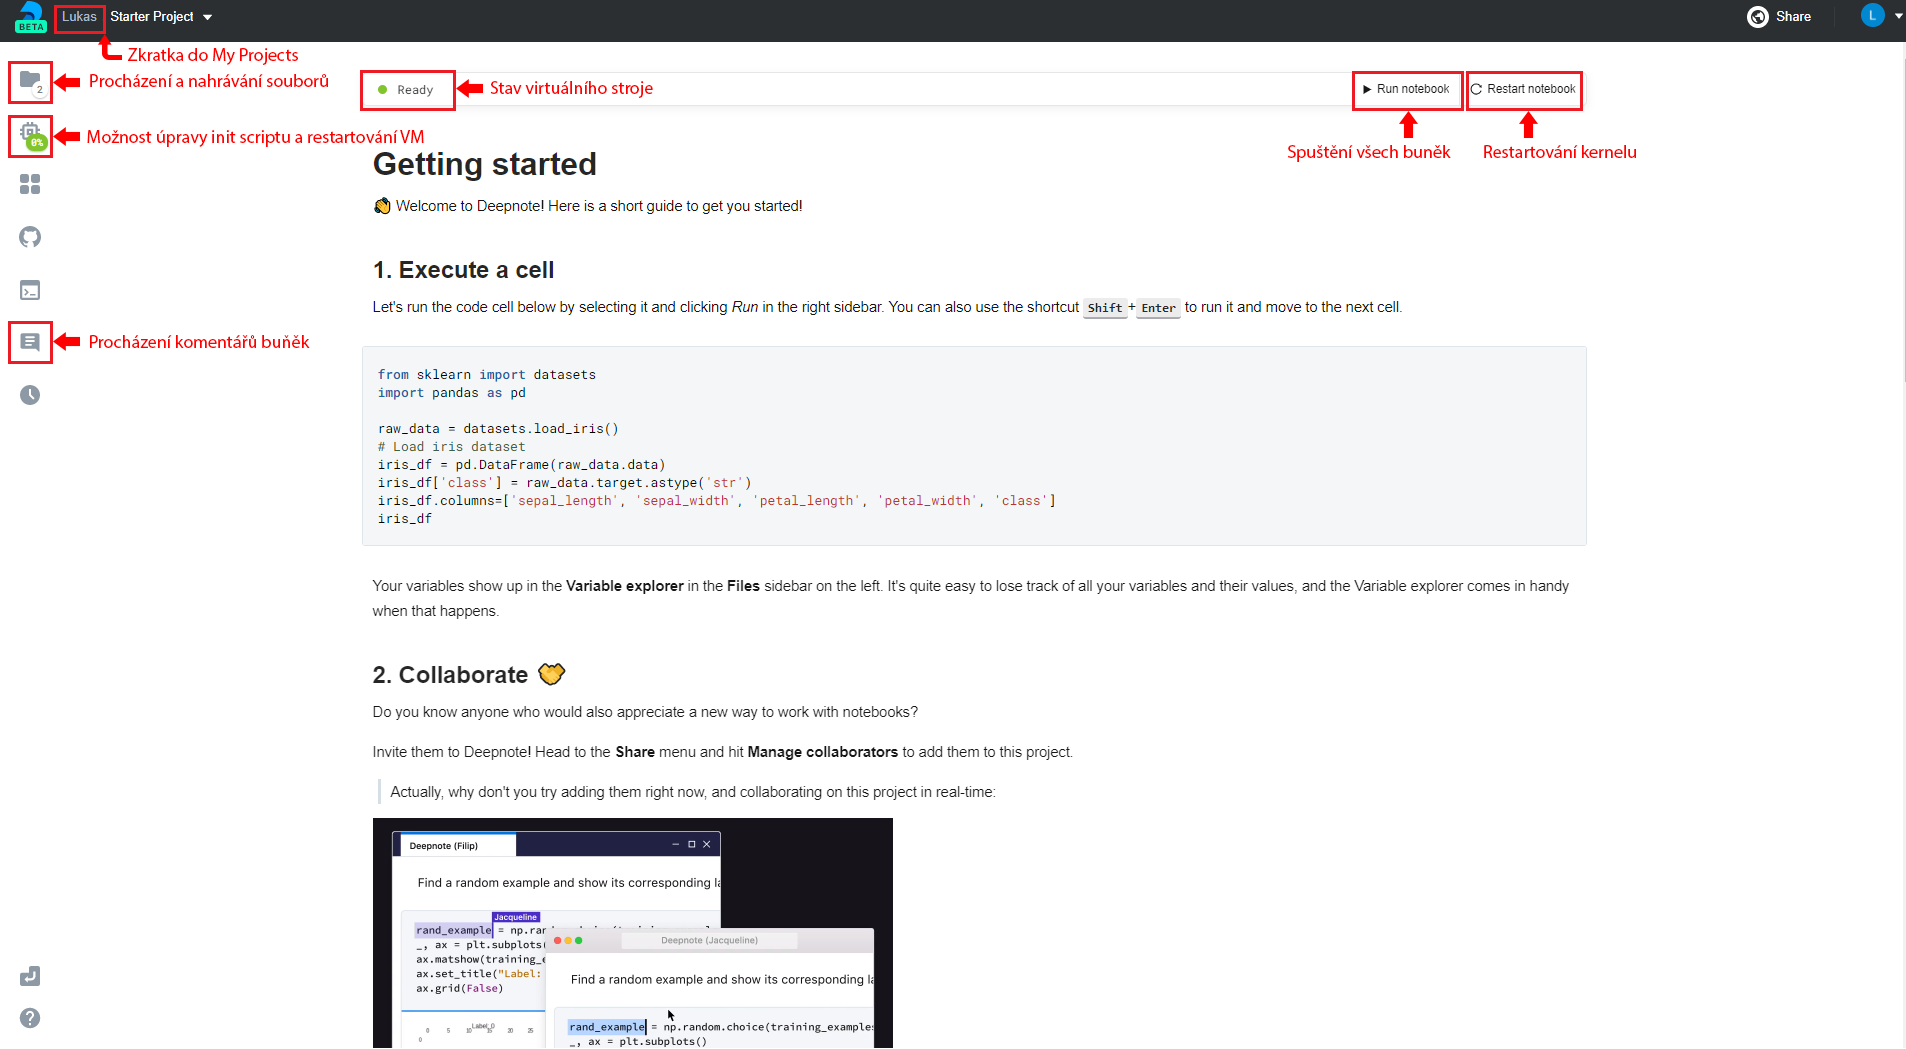 BETA
Lukas
Starter Project
Share
L
Zkratka do My Projects
2
Procházení a nahrávání souborů
Ready
Stav virtuálního stroje
Run notebook
Restart notebook
0%
Možnost úpravy init scriptu a restartování VM
Spuštění všech buněk
Restartování kernelu
Getting started
👋 Welcome to Deepnote! Here is a short guide to get you started!
1. Execute a cell
Let's run the code cell below by selecting it and clicking Run in the right sidebar. You can also use the shortcut Shift + Enter to run it and move to the next cell.
Procházení komentářů buňěk
from sklearn import datasets
import pandas as pd
raw_data = datasets.load_iris()
# Load iris dataset
iris_df = pd.DataFrame(raw_data.data)
iris_df['class'] = raw_data.target.astype('str')
iris_df.columns=['sepal_length', 'sepal_width', 'petal_length', 'petal_width', 'class']
iris_df
Your variables show up in the Variable explorer in the Files sidebar on the left. It's quite easy to lose track of all your variables and their values, and the Variable explorer comes in handy
when that happens.
2. Collaborate 🤝
Do you know anyone who would also appreciate a new way to work with notebooks?
Invite them to Deepnote! Head to the Share menu and hit Manage collaborators to add them to this project.
Actually, why don't you try adding them right now, and collaborating on this project in real-time:
Deepnote (Filip)
Find a random example and show its corresponding la
Jacqueline
rand_example = np.ran
_, ax = plt.subplots(
ax.matshow(training_e
ax.set_title("Label:
ax.grid(False)
Label: 0
0 5 10 15 20 25
0
Deepnote (Jacqueline)
Find a random example and show its corresponding la
rand_example = np.random.choice(training_examples
_, ax = plt.subplots()
?